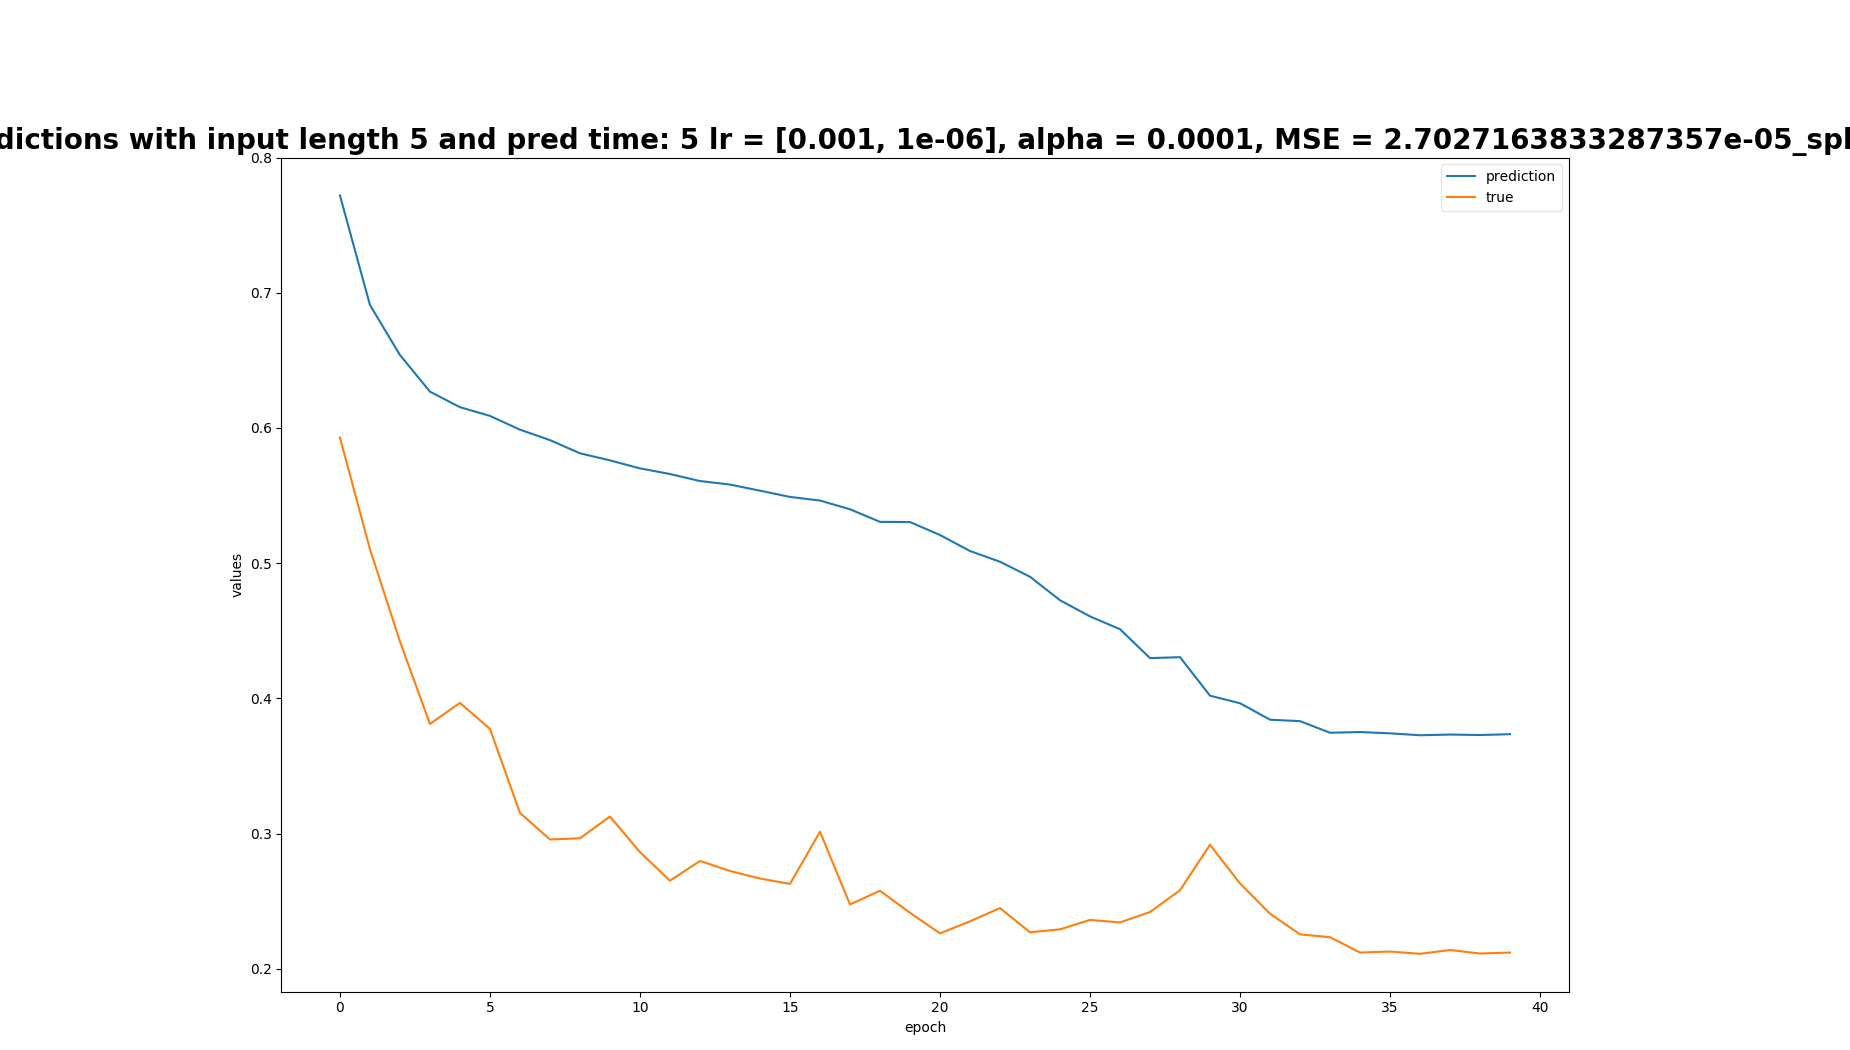 dictions with input length 5 and pred time: 5 lr = [0.001, 1e-06], alpha = 0.0001, MSE = 2.7027163833287357e-05_spl
prediction
true
0.8
0.7
0.6
0.5
0.4
0.3
0.2
values
0 5 10 15 20 25 30 35 40
epoch